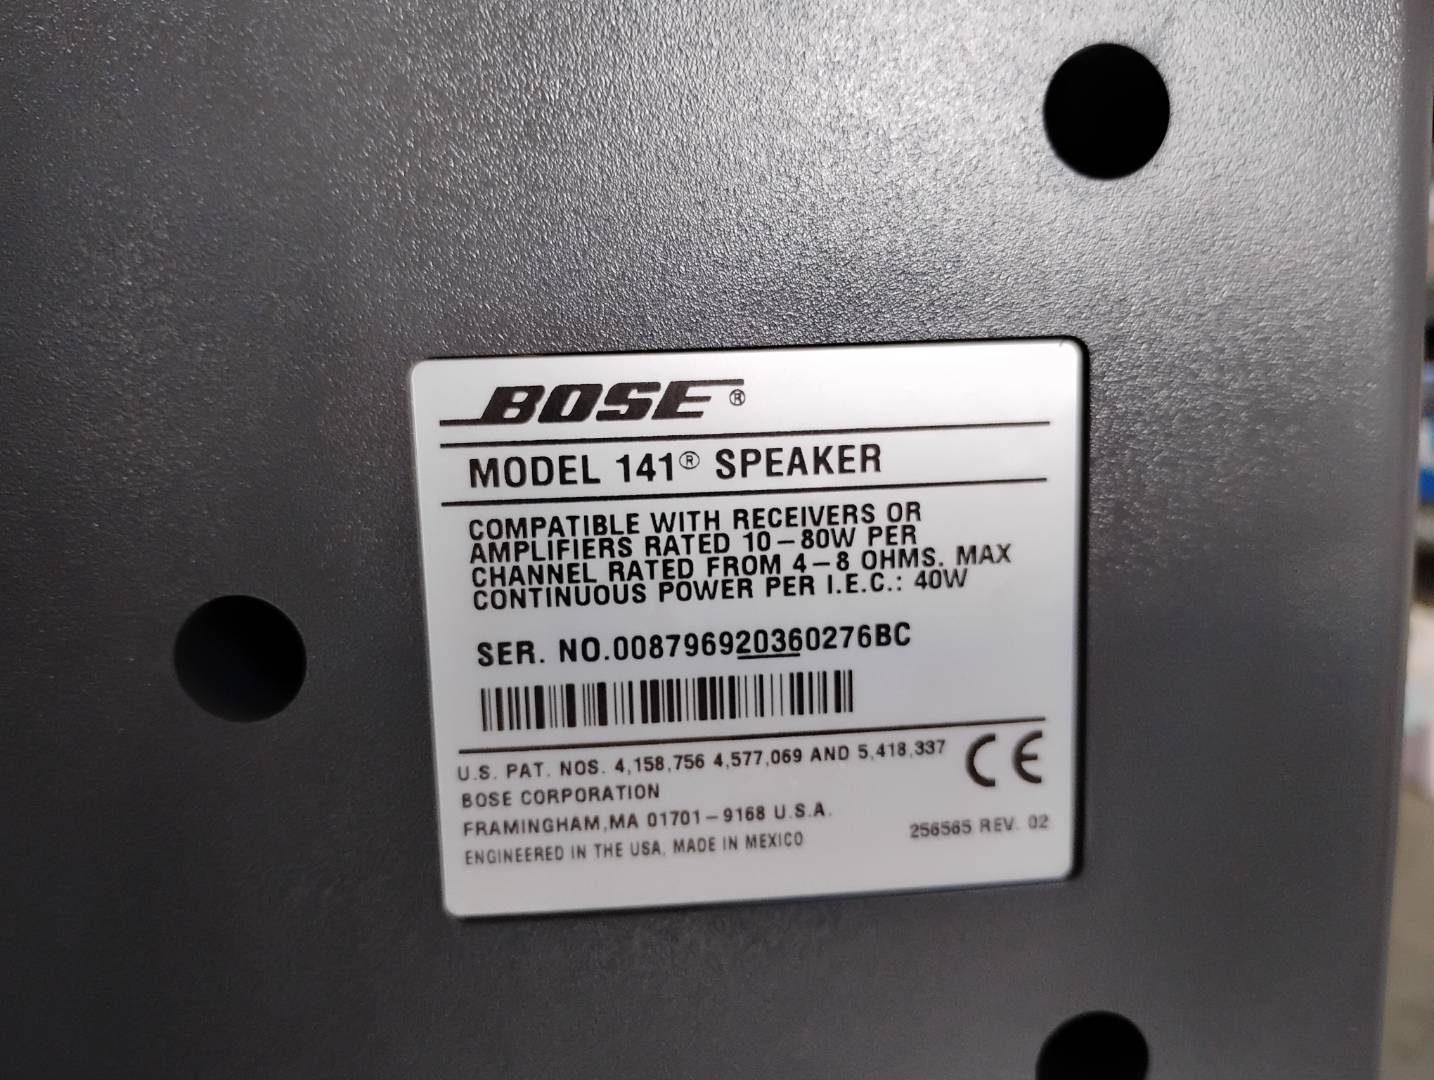 BOSE®
MODEL 141® SPEAKER
COMPATIBLE WITH RECEIVERS OR
AMPLIFIERS RATED 10–80W PER
CHANNEL RATED FROM 4–8 OHMS. MAX
CONTINUOUS POWER PER I.E.C.: 40W
SER. NO.008796920360276BC
U.S. PAT. NOS. 4,158,756 4,577,069 AND 5,418,337
CE
BOSE CORPORATION
FRAMINGHAM,MA 01701–9168 U.S.A.
256565 REV. 02
ENGINEERED IN THE USA, MADE IN MEXICO